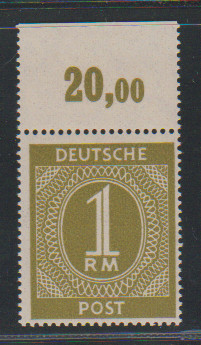 20,00
DEUTSCHE
1
RM
POST